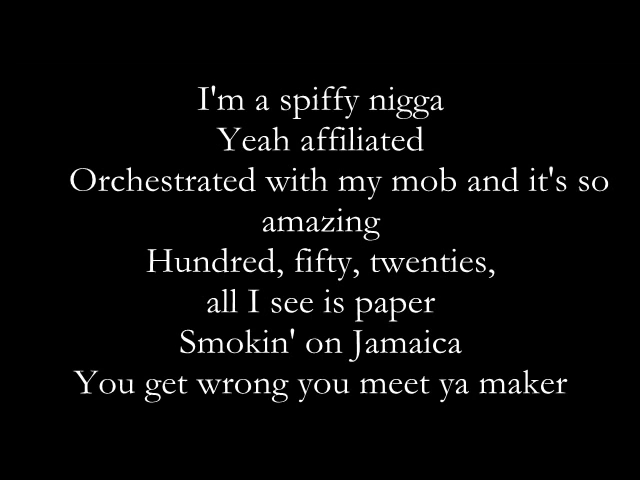 I'm a spiffy nigga
Yeah affiliated
Orchestrated with my mob and it's so
amazing
Hundred, fifty, twenties,
all I see is paper
Smokin' on Jamaica
You get wrong you meet ya maker